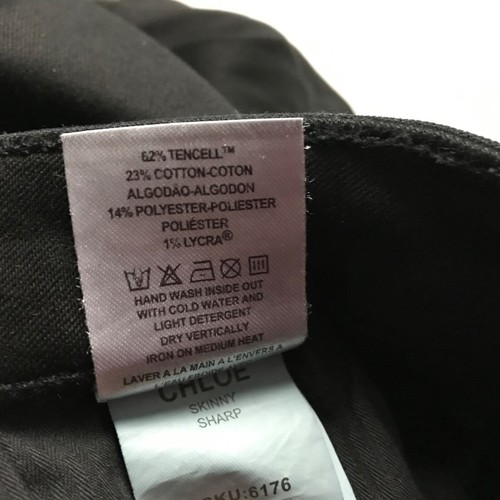 62% TENCELL™
23% COTTON-COTON
ALGODÃO-ALGODON
14% POLYESTER-POLIESTER
POLIÉSTER
1% LYCRA®
HAND WASH INSIDE OUT
WITH COLD WATER AND
LIGHT DETERGENT
DRY VERTICALLY
IRON ON MEDIUM HEAT
LAVER A LA MAIN A L'ENVERS A
CHLOE
SKINNY
SHARP
SKU:6176